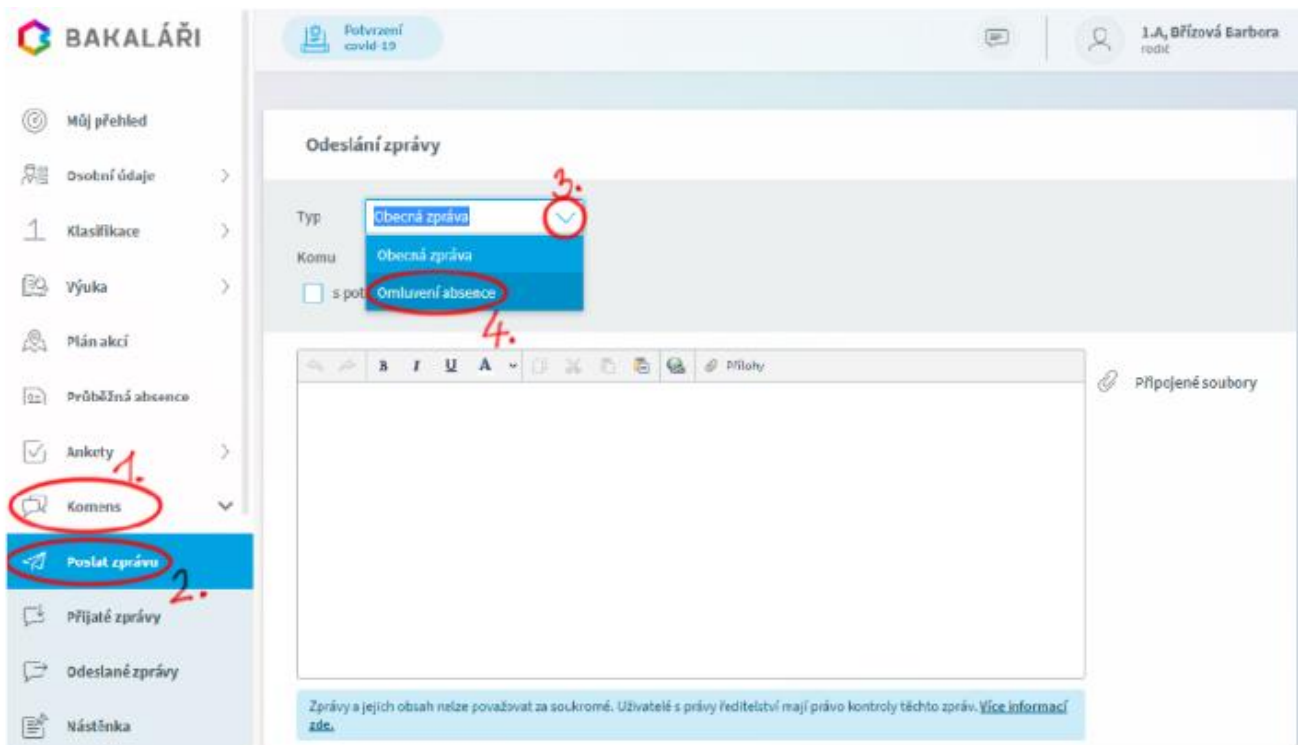 BAKALÁŘI
Potvrzení
covid-19
1.A, Břízová Barbora
rodič
Můj přehled
Osobní údaje
Klasifikace
Výuka
Plán akcí
Průběžná absence
Ankety
1.
Komens
Poslat zprávu
2.
Přijaté zprávy
Odeslané zprávy
Nástěnka
Odeslání zprávy
3.
Typ
Obecná zpráva
Komu
Obecná zpráva
s pot
Omluvení absence
4.
B I U A
Přílohy
Připojené soubory
Zprávy a jejich obsah nelze považovat za soukromé. Uživatelé s právy ředitelství mají právo kontroly těchto zpráv. Více informací
zde.